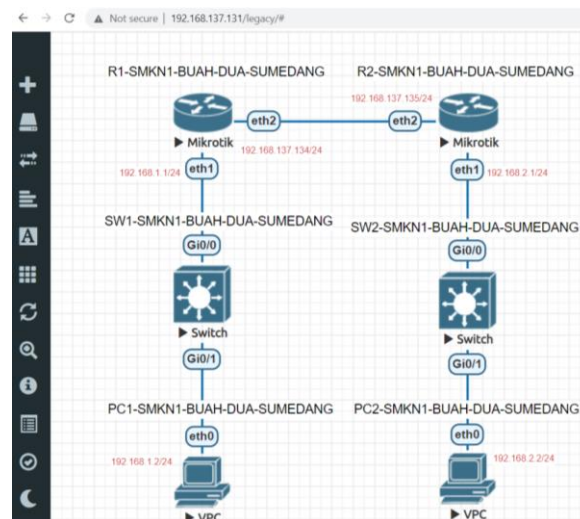 Not secure | 192.168.137.131/legacy/#
R1-SMKN1-BUAH-DUA-SUMEDANG R2-SMKN1-BUAH-DUA-SUMEDANG
192.168.137.135/24
eth2 eth2
Mikrotik Mikrotik
192.168.137.134/24
eth1 eth1
192.168.1.1/24 192.168.2.1/24
SW1-SMKN1-BUAH-DUA-SUMEDANG SW2-SMKN1-BUAH-DUA-SUMEDANG
Gi0/0 Gi0/0
Switch Switch
Gi0/1 Gi0/1
PC1-SMKN1-BUAH-DUA-SUMEDANG PC2-SMKN1-BUAH-DUA-SUMEDANG
eth0 eth0
192.168.1.2/24 192.168.2.2/24
VPC VPC